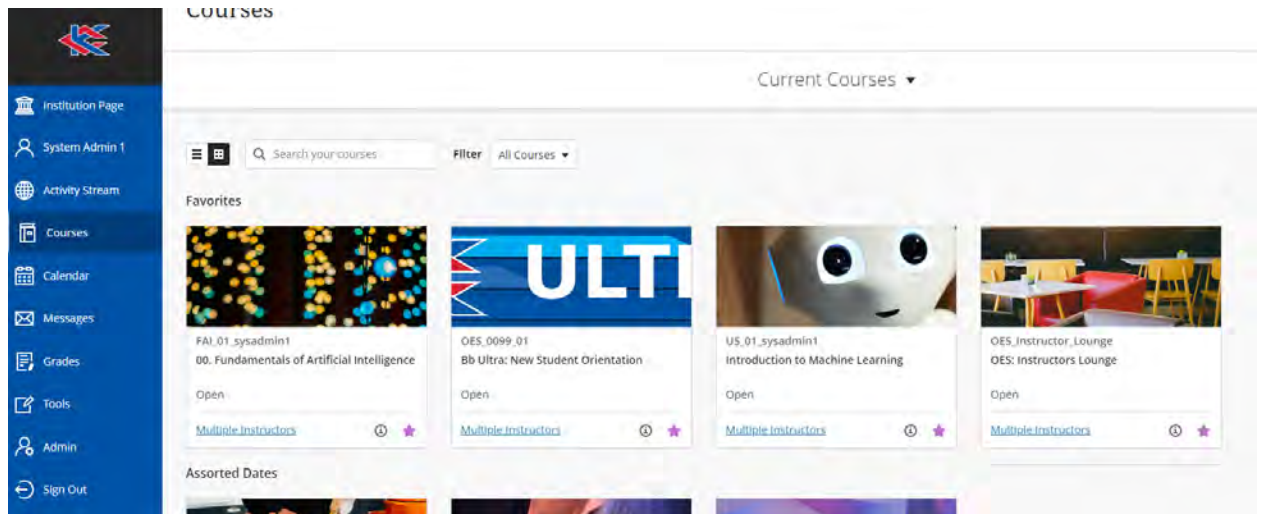 Courses
Current Courses
Institution Page
System Admin 1
Activity Stream
Courses
Calendar
Messages
Grades
Tools
Admin
Sign Out
Search your courses
Filter All Courses
Favorites
ULTI
FAI_01_sysadmin1
00. Fundamentals of Artificial Intelligence
Open
Multiple Instructors
OES_0099_01
Bb Ultra: New Student Orientation
Open
Multiple Instructors
US_01_sysadmin1
Introduction to Machine Learning
Open
Multiple Instructors
OES_Instructor_Lounge
OES: Instructors Lounge
Open
Multiple Instructors
Assorted Dates